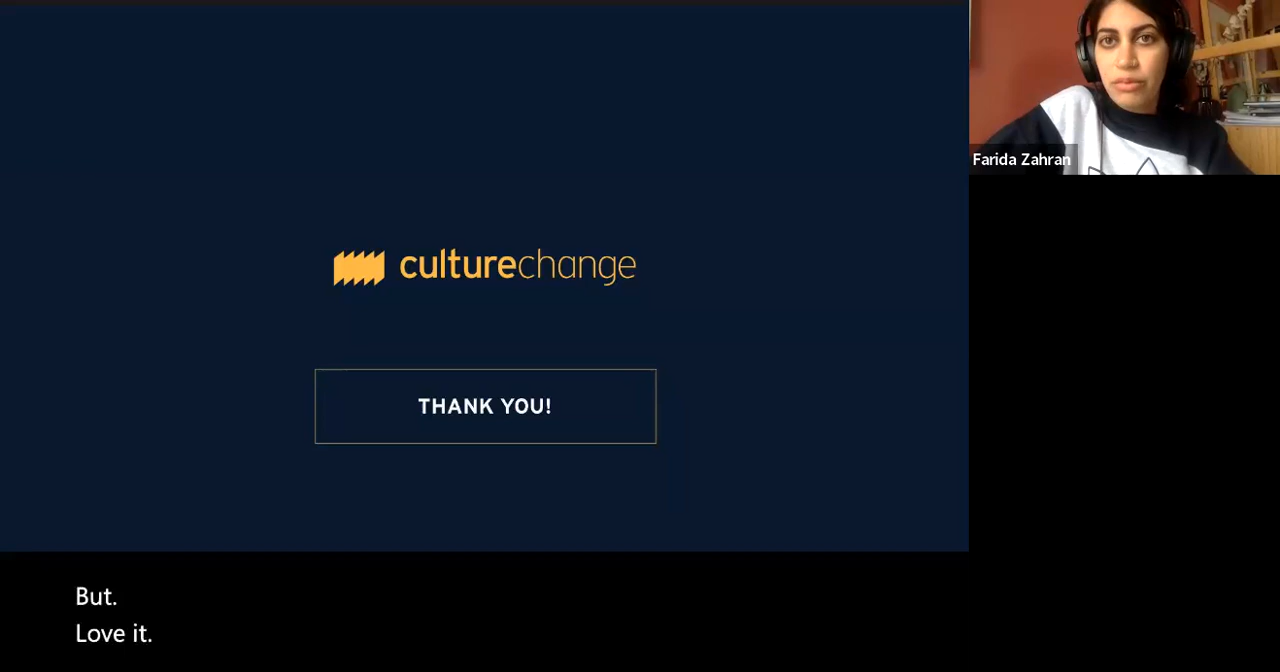 culturechange
THANK YOU!
Farida Zahran
But.
Love it.